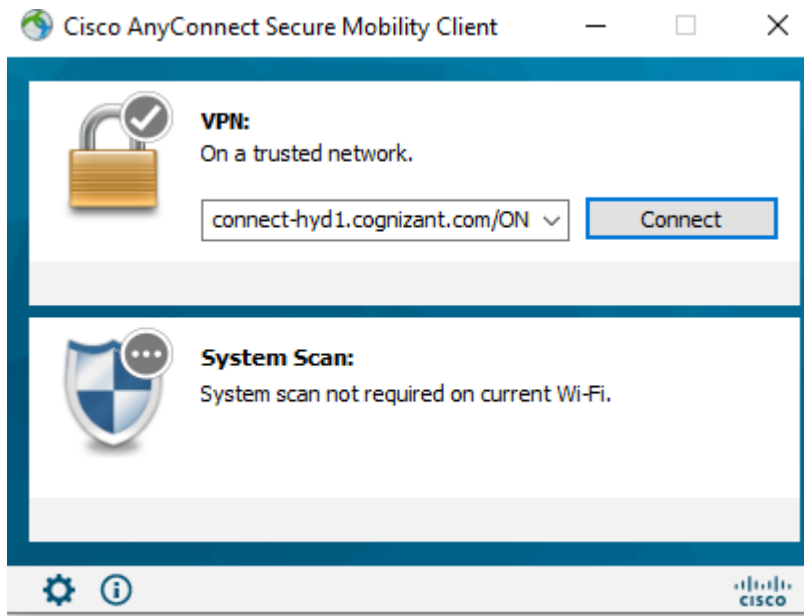 Cisco AnyConnect Secure Mobility Client
VPN:
On a trusted network.
connect-hyd1.cognizant.com/ON
Connect
System Scan:
System scan not required on current Wi-Fi.
CISCO